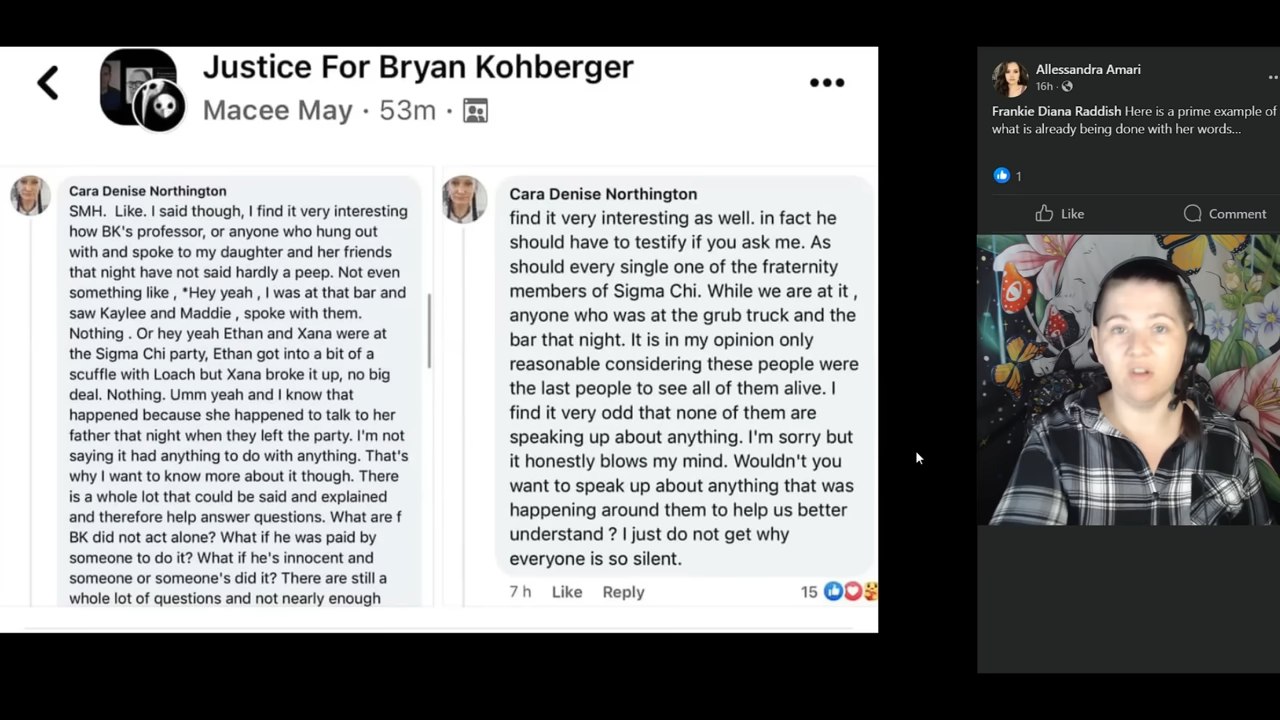 Justice For Bryan Kohberger
Macee May · 53m ·
Cara Denise Northington
SMH. Like. I said though, I find it very interesting
how BK's professor, or anyone who hung out
with and spoke to my daughter and her friends
that night have not said hardly a peep. Not even
something like , *Hey yeah , I was at that bar and
saw Kaylee and Maddie , spoke with them.
Nothing . Or hey yeah Ethan and Xana were at
the Sigma Chi party, Ethan got into a bit of a
scuffle with Loach but Xana broke it up, no big
deal. Nothing. Umm yeah and I know that
happened because she happened to talk to her
father that night when they left the party. I'm not
saying it had anything to do with anything. That's
why I want to know more about it though. There
is a whole lot that could be said and explained
and therefore help answer questions. What are f
BK did not act alone? What if he was paid by
someone to do it? What if he's innocent and
someone or someone's did it? There are still a
whole lot of questions and not nearly enough
Cara Denise Northington
find it very interesting as well. in fact he
should have to testify if you ask me. As
should every single one of the fraternity
members of Sigma Chi. While we are at it ,
anyone who was at the grub truck and the
bar that night. It is in my opinion only
reasonable considering these people were
the last people to see all of them alive. I
find it very odd that none of them are
speaking up about anything. I'm sorry but
it honestly blows my mind. Wouldn't you
want to speak up about anything that was
happening around them to help us better
understand ? I just do not get why
everyone is so silent.
7 h Like Reply 15
Allessandra Amari
16h ·
Frankie Diana Raddish Here is a prime example of
what is already being done with her words...
1
Like Comment